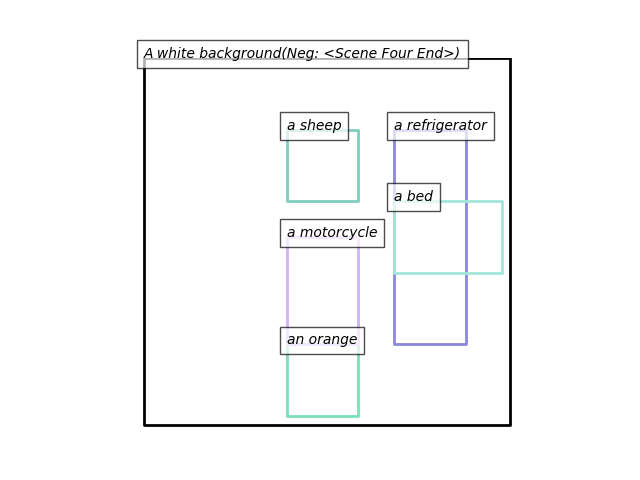 A white background(Neg: <Scene Four End>)
a sheep
a refrigerator
a bed
a motorcycle
an orange